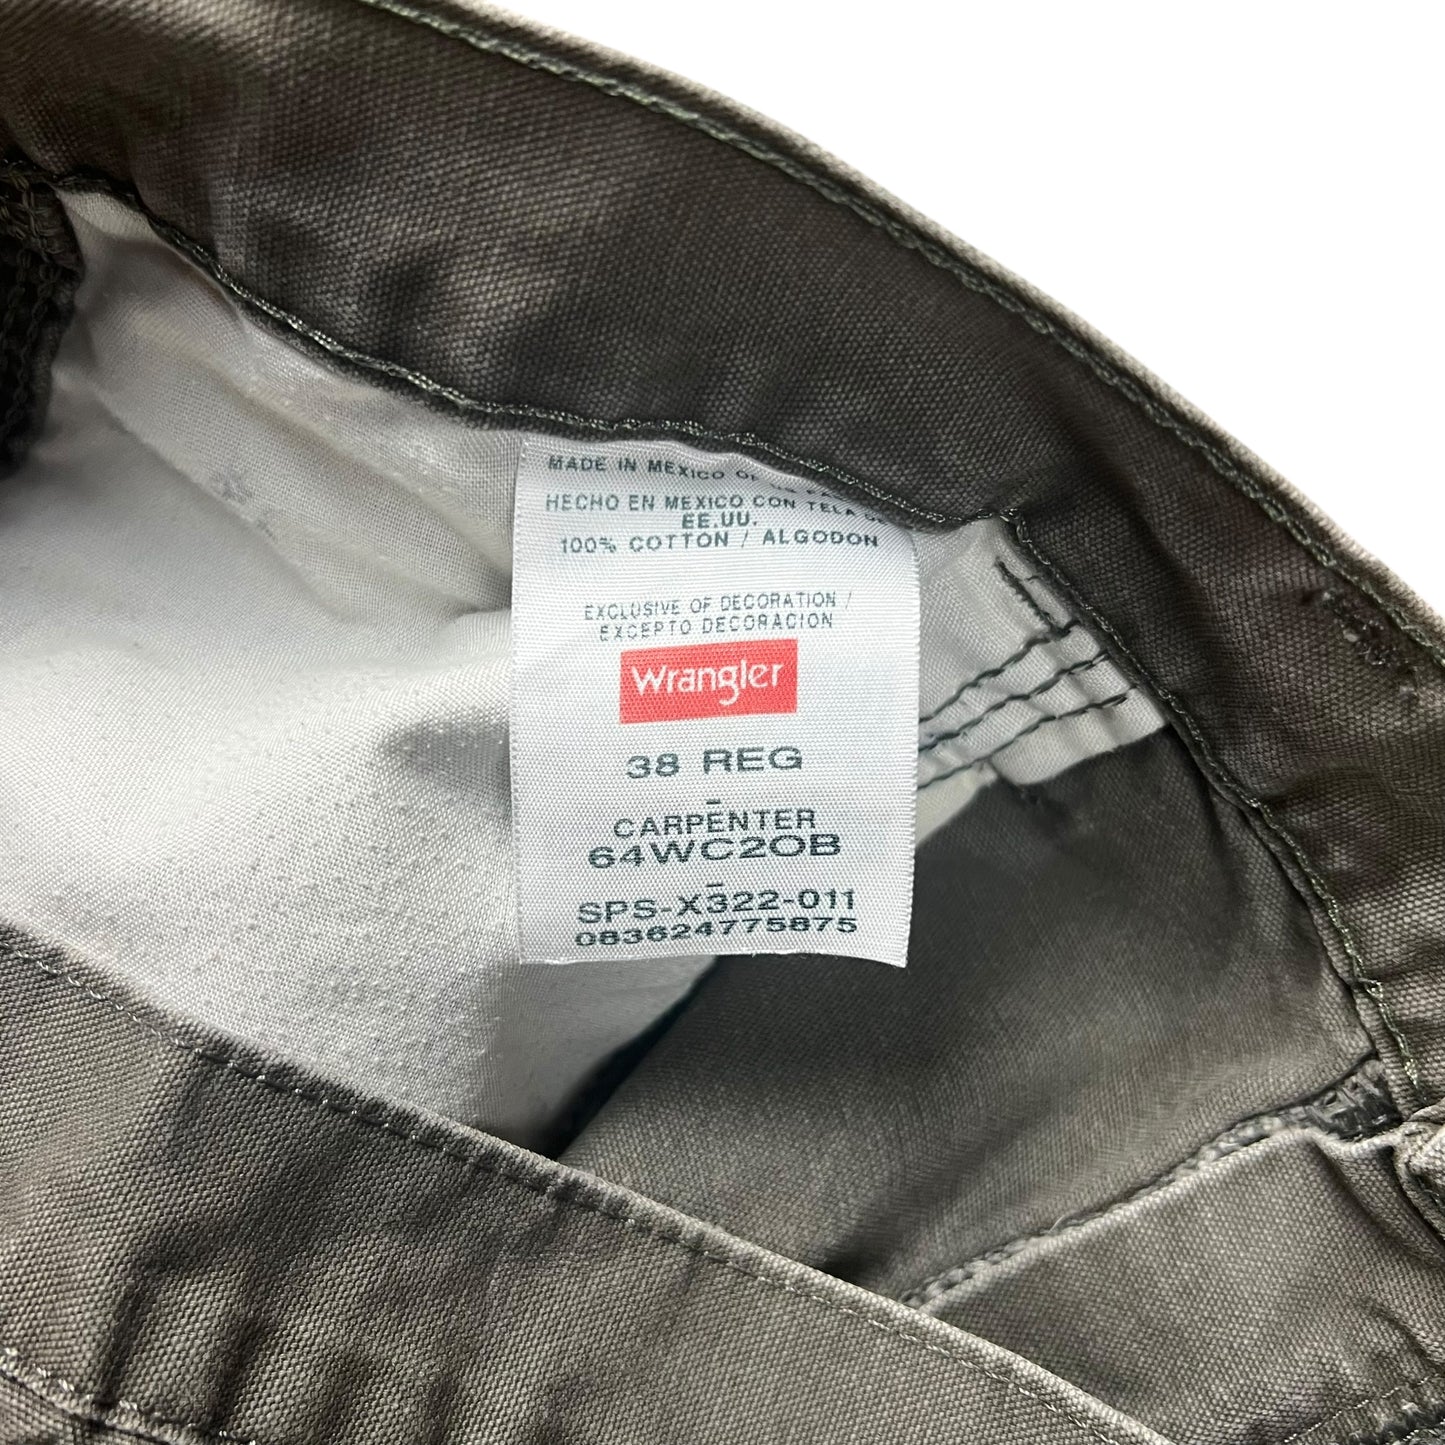 MADE IN MEXICO OF
HECHO EN MEXICO CON TELA
EE.UU.
100% COTTON / ALGODON
EXCLUSIVE OF DECORATION /
EXCEPTO DECORACION
Wrangler
38 REG
-
CARPENTER
64WC2OB
-
SPS-X322-011
083624775875